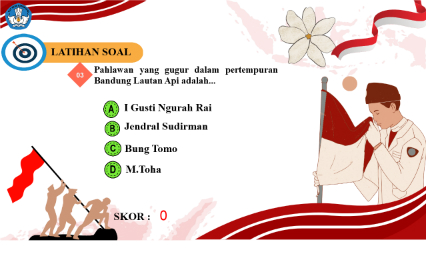 LATIHAN SOAL
03
Pahlawan yang gugur dalam pertempuran
Bandung Lautan Api adalah...
A I Gusti Ngurah Rai
B Jendral Sudirman
C Bung Tomo
D M.Toha
SKOR : 0